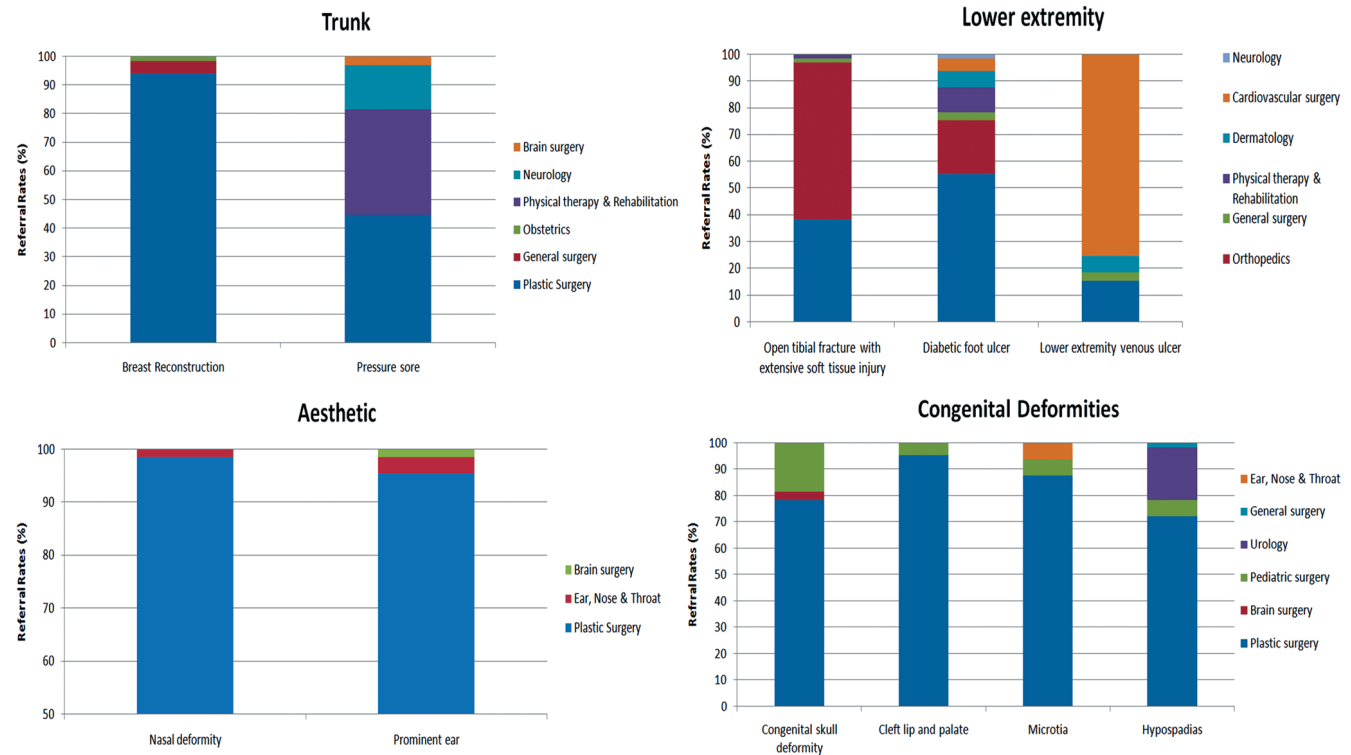 Trunk
Referral Rates (%)
100
90
80
70
60
50
40
30
20
10
0
Breast Reconstruction
Pressure sore
Brain surgery
Neurology
Physical therapy & Rehabilitation
Obstetrics
General surgery
Plastic Surgery
Lower extremity
Referral Rates (%)
100
90
80
70
60
50
40
30
20
10
0
Open tibial fracture with
extensive soft tissue injury
Diabetic foot ulcer
Lower extremity venous ulcer
Neurology
Cardiovascular surgery
Dermatology
Physical therapy &
Rehabilitation
General surgery
Orthopedics
Aesthetic
Referral Rates (%)
100
90
80
70
60
50
Nasal deformity
Prominent ear
Brain surgery
Ear, Nose & Throat
Plastic Surgery
Congenital Deformities
Refrral Rates (%)
100
90
80
70
60
50
40
30
20
10
0
Congenital skull
deformity
Cleft lip and palate
Microtia
Hypospadias
Ear, Nose & Throat
General surgery
Urology
Pediatric surgery
Brain surgery
Plastic surgery